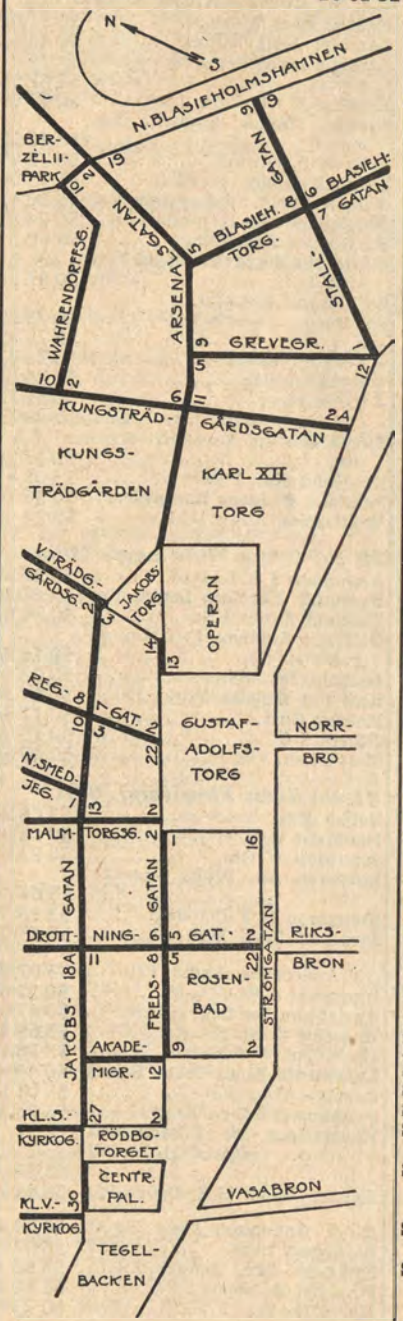 N
S
N. BLASIEHOLMSHAMNEN
BER-
ZELII-
PARK
10
2
19
9
9
GATAN
ARSENALSGATAN
5
BLASIEH.
TORG.
8
6
7
BLASIEH-
GATAN
STALL-
WAHRENDORFFSG.
9
5
GREVEGR.
1
12
10
2
6
11
2A
KUNGSTRÄD-
GÅRDSGATAN
KUNGS-
TRÄDGÅRDEN
KARL XII
TORG
V. TRÄDG.-
GÅRDSG.
2
3
JAKOBS-
TORG
14
13
OPERAN
REG.-
8
7
GAT.
2
10
3
22
GUSTAF-
ADOLFS-
TORG
NORR-
BRO
N. SMED-
JEG.
1
13
2
MALM-
TORGSG.
2
1
16
GATAN
GATAN
DROTT-
NING-
6
5
GAT.
2
RIKS-
BRON
18A
11
8
5
22
ROSEN-
BAD
STRÖMGATAN
JAKOBS-
FREDS-
AKADE-
MIGR.
9
2
12
27
2
KL. S.-
KYRKOG.
RÖDBO-
TORGET
CENTR.
PAL.
KL. V.-
KYRKOG.
30
VASABRON
TEGEL-
BACKEN